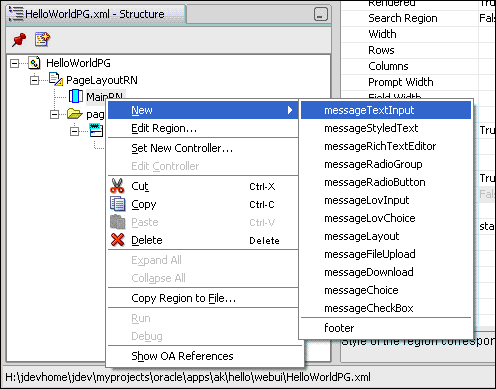 HelloWorldPG.xml - Structure
HelloWorldPG
PageLayoutRN
MainRN
pag
New
Edit Region...
Set New Controller...
Edit Controller
Cut Ctrl-X
Copy Ctrl-C
Paste Ctrl-V
Delete Delete
Expand All
Collapse All
Copy Region to File...
Run
Debug
Show OA References
messageTextInput
messageStyledText
messageRichTextEditor
messageRadioGroup
messageRadioButton
messageLovInput
messageLovChoice
messageLayout
messageFileUpload
messageDownload
messageChoice
messageCheckBox
footer
Rendered Tru
Search Region Fals
Width
Rows
Columns
Prompt Width
Field Width
Tru
Tru
Fals
sta
Style of the region correspor
H:\jdevhome\jdev\myprojects\oracle\apps\ak\hello\webui\HelloWorldPG.xml